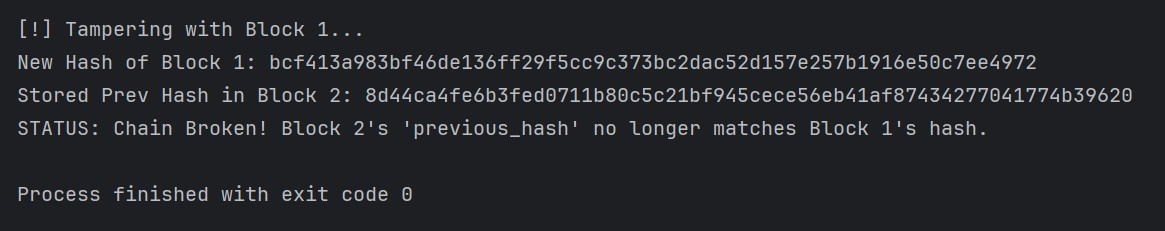 [!] Tampering with Block 1...
New Hash of Block 1: bcf413a983bf46de136ff29f5cc9c373bc2dac52d157e257b1916e50c7ee4972
Stored Prev Hash in Block 2: 8d44ca4fe6b3fed0711b80c5c21bf945cece56eb41af87434277041774b39620
STATUS: Chain Broken! Block 2's 'previous_hash' no longer matches Block 1's hash.
Process finished with exit code 0